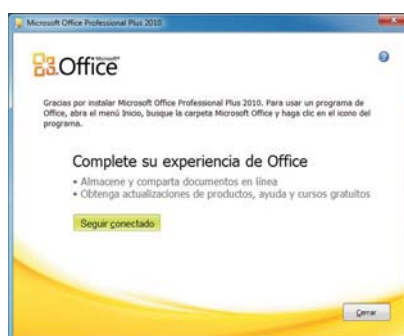 Microsoft Office Professional Plus 2010
Microsoft®
Office
Gracias por instalar Microsoft Office Professional Plus 2010. Para usar un programa de
Office, abra el menú Inicio, busque la carpeta Microsoft Office y haga clic en el icono del
programa.
Complete su experiencia de Office
• Almacene y comparta documentos en línea
• Obtenga actualizaciones de productos, ayuda y cursos gratuitos
Seguir conectado
Cerrar